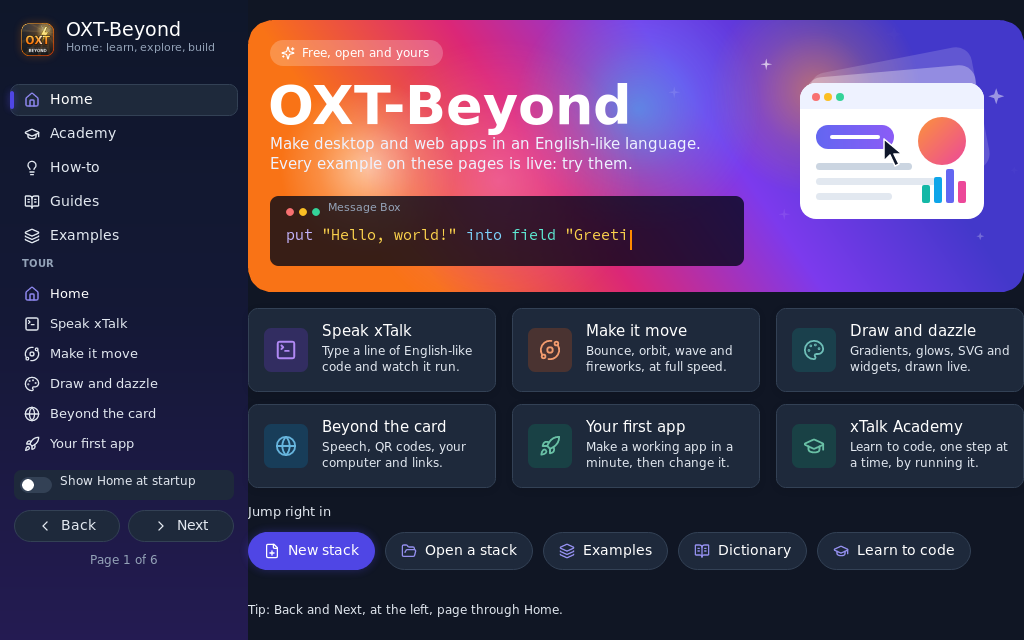 OXT
BEYOND
OXT-Beyond
Home: learn, explore, build
Home
Academy
How-to
Guides
Examples
TOUR
Home
Speak xTalk
Make it move
Draw and dazzle
Beyond the card
Your first app
Show Home at startup
Back
Next
Page 1 of 6
Free, open and yours
OXT-Beyond
Make desktop and web apps in an English-like language.
Every example on these pages is live: try them.
Message Box
put "Hello, world!" into field "Greeti
Speak xTalk
Type a line of English-like
code and watch it run.
Make it move
Bounce, orbit, wave and
fireworks, at full speed.
Draw and dazzle
Gradients, glows, SVG and
widgets, drawn live.
Beyond the card
Speech, QR codes, your
computer and links.
Your first app
Make a working app in a
minute, then change it.
xTalk Academy
Learn to code, one step at
a time, by running it.
Jump right in
New stack
Open a stack
Examples
Dictionary
Learn to code
Tip: Back and Next, at the left, page through Home.